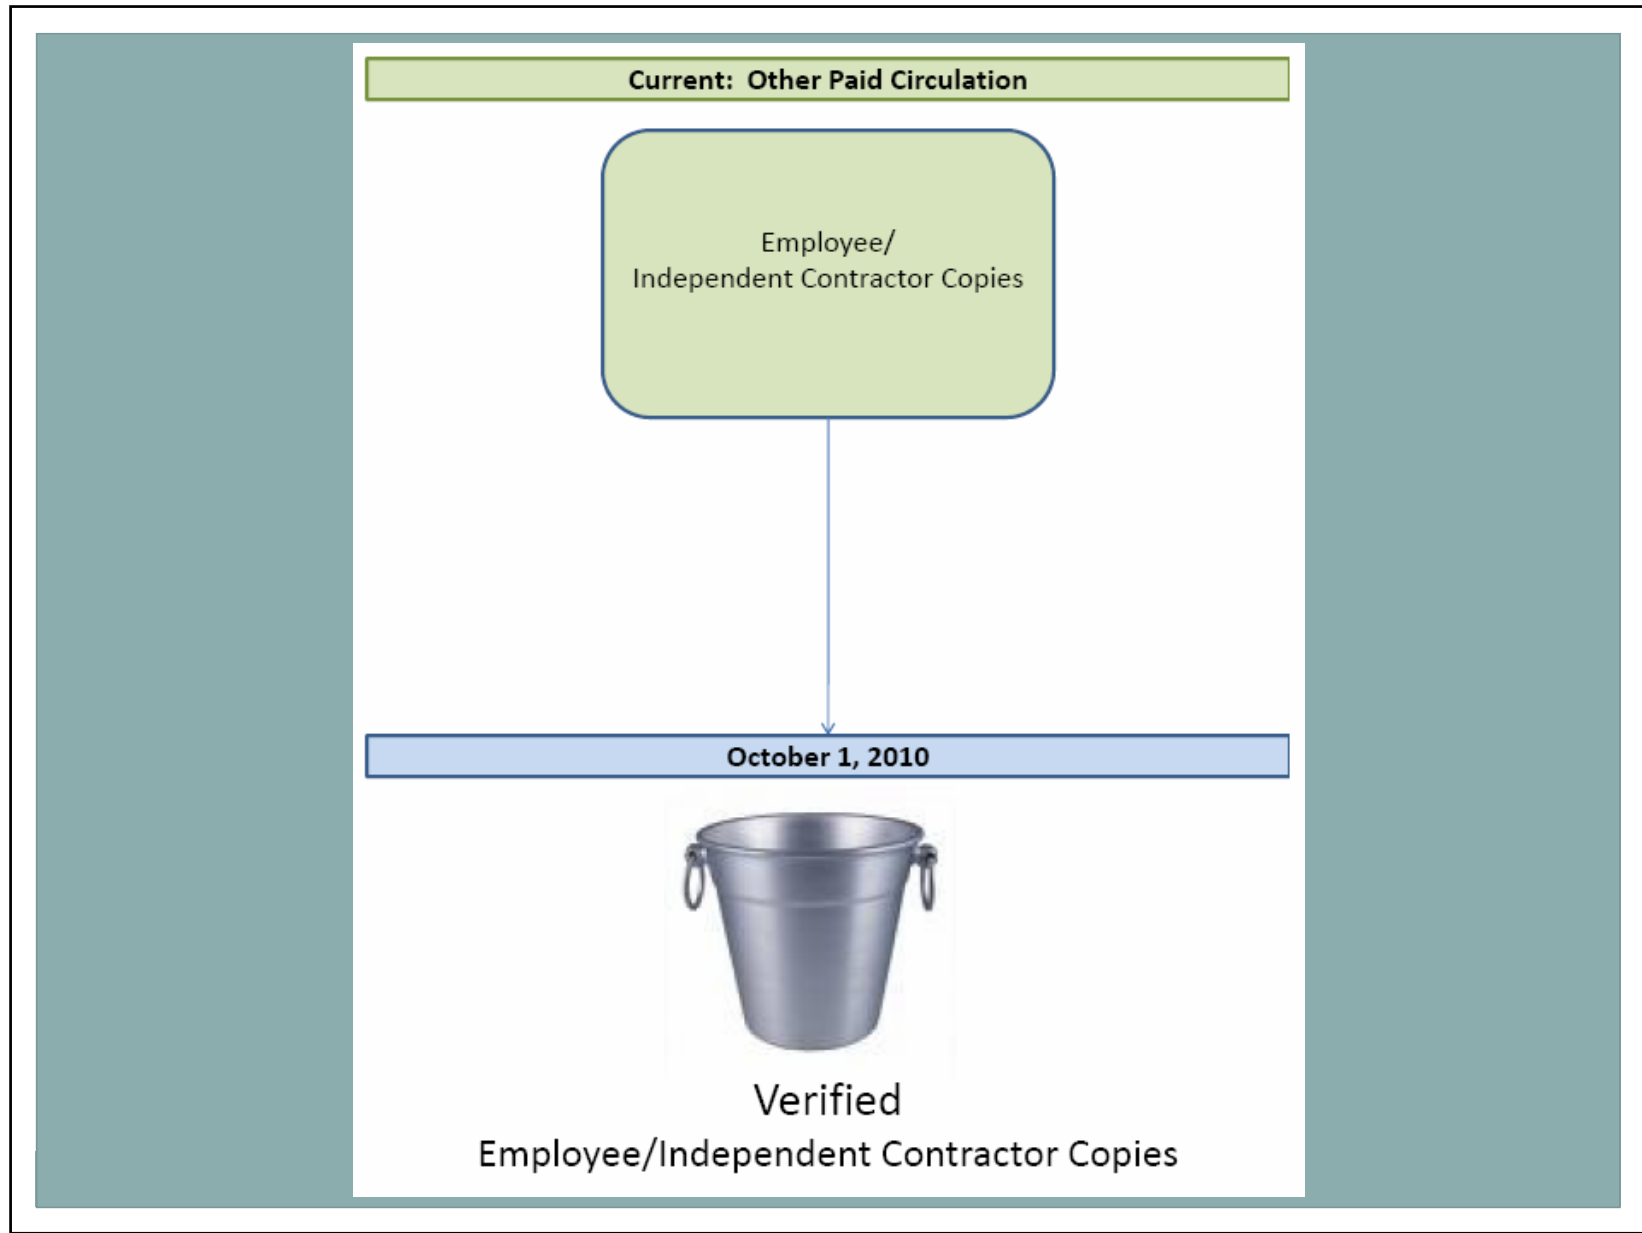 Current:  Other Paid Circulation
Employee/
Independent Contractor Copies
October 1, 2010
Verified
Employee/Independent Contractor Copies